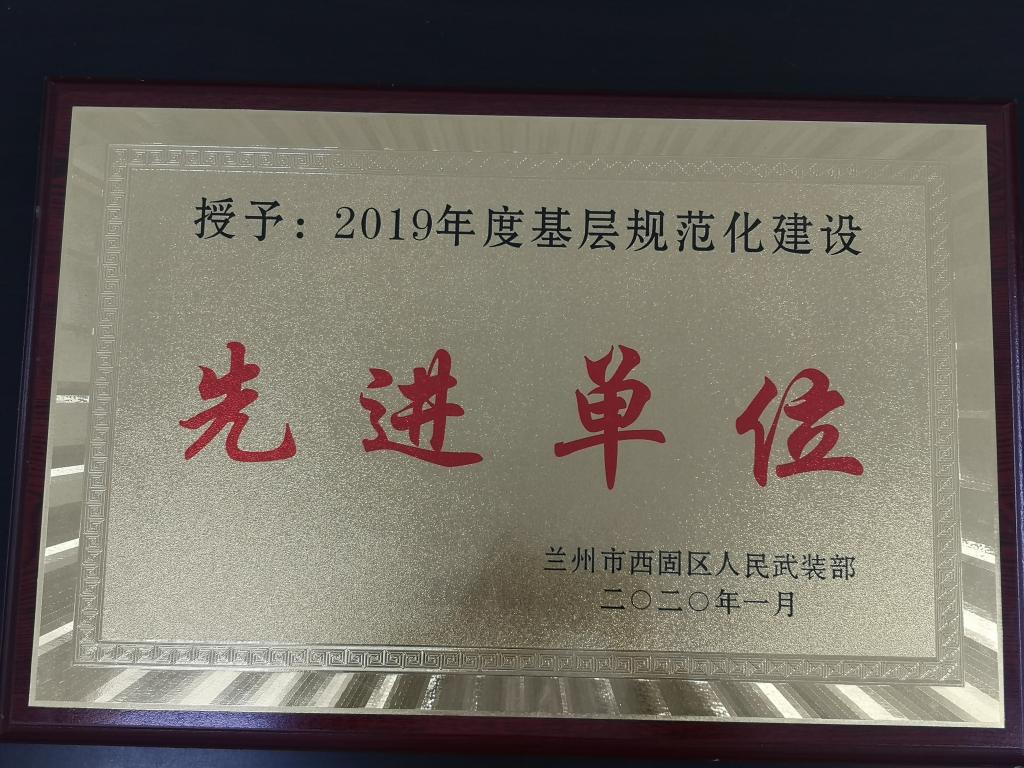 授予：2019年度基层规范化建设
先进单位
兰州市西固区人民武装部
二〇二〇年一月